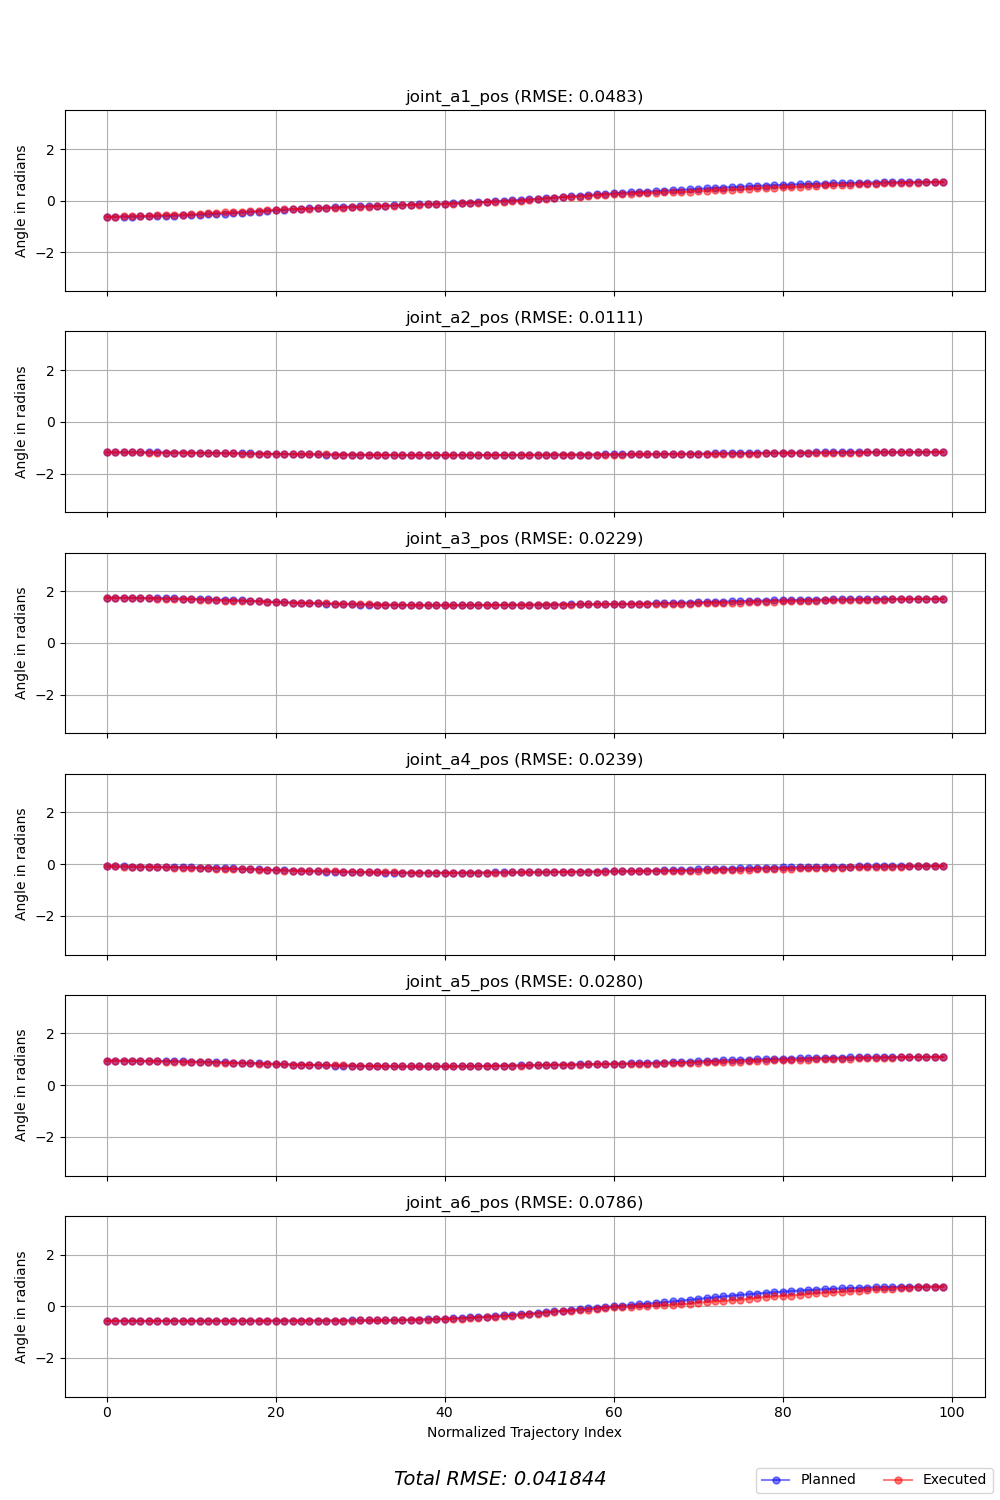 joint_a1_pos (RMSE: 0.0483)
Angle in radians
2
0
−2
joint_a2_pos (RMSE: 0.0111)
Angle in radians
2
0
−2
joint_a3_pos (RMSE: 0.0229)
Angle in radians
2
0
−2
joint_a4_pos (RMSE: 0.0239)
Angle in radians
2
0
−2
joint_a5_pos (RMSE: 0.0280)
Angle in radians
2
0
−2
joint_a6_pos (RMSE: 0.0786)
Angle in radians
2
0
−2
0 20 40 60 80 100
Normalized Trajectory Index
Total RMSE: 0.041844
Planned Executed